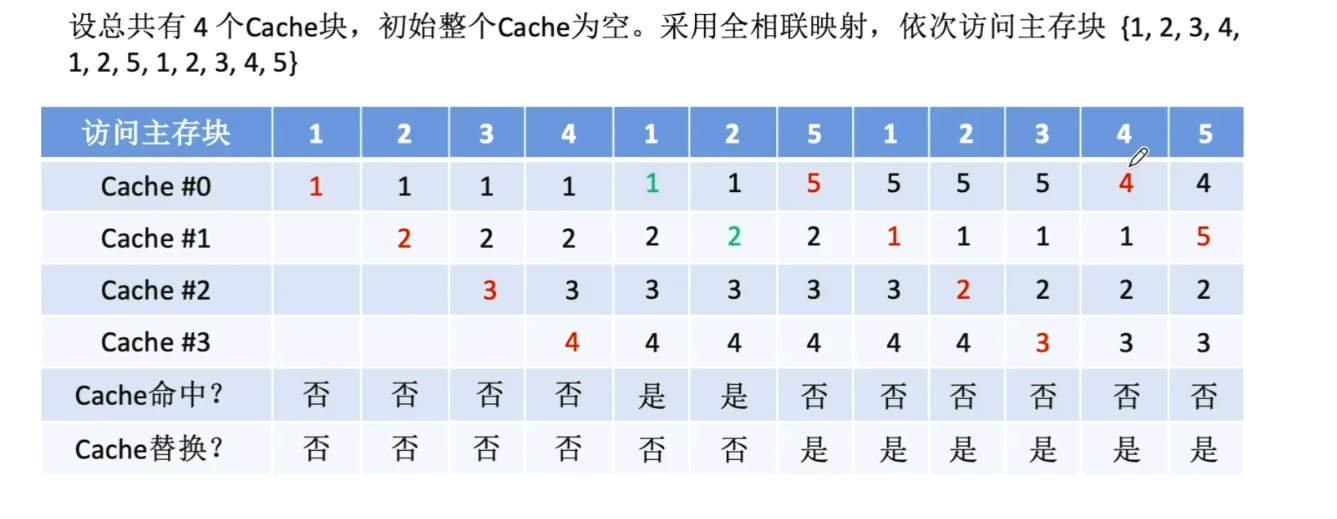 设总共有 4 个Cache块，初始整个Cache为空。采用全相联映射，依次访问主存块 {1, 2, 3, 4,
1, 2, 5, 1, 2, 3, 4, 5}
访问主存块 1 2 3 4 1 2 5 1 2 3 4 5
Cache #0 1 1 1 1 1 1 5 5 5 5 4 4
Cache #1 2 2 2 2 2 2 1 1 1 1 5
Cache #2 3 3 3 3 3 3 2 2 2 2
Cache #3 4 4 4 4 4 4 3 3 3
Cache命中？ 否 否 否 否 是 是 否 否 否 否 否 否
Cache替换？ 否 否 否 否 否 否 是 是 是 是 是 是